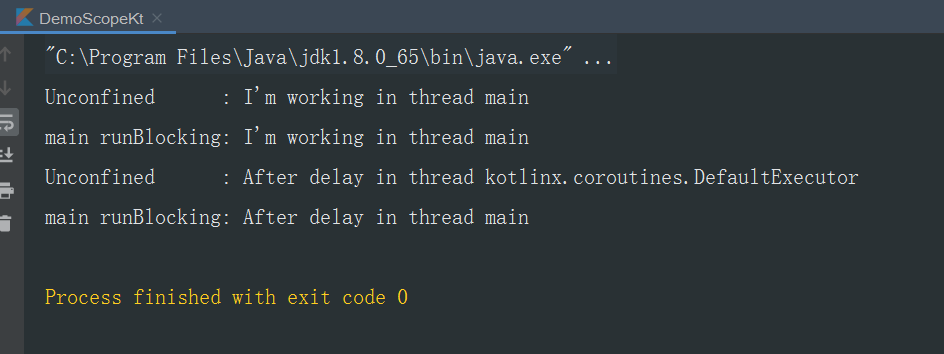 DemoScopeKt
"C:\Program Files\Java\jdk1.8.0_65\bin\java.exe" ...
Unconfined      : I'm working in thread main
main runBlocking: I'm working in thread main
Unconfined      : After delay in thread kotlinx.coroutines.DefaultExecutor
main runBlocking: After delay in thread main
Process finished with exit code 0